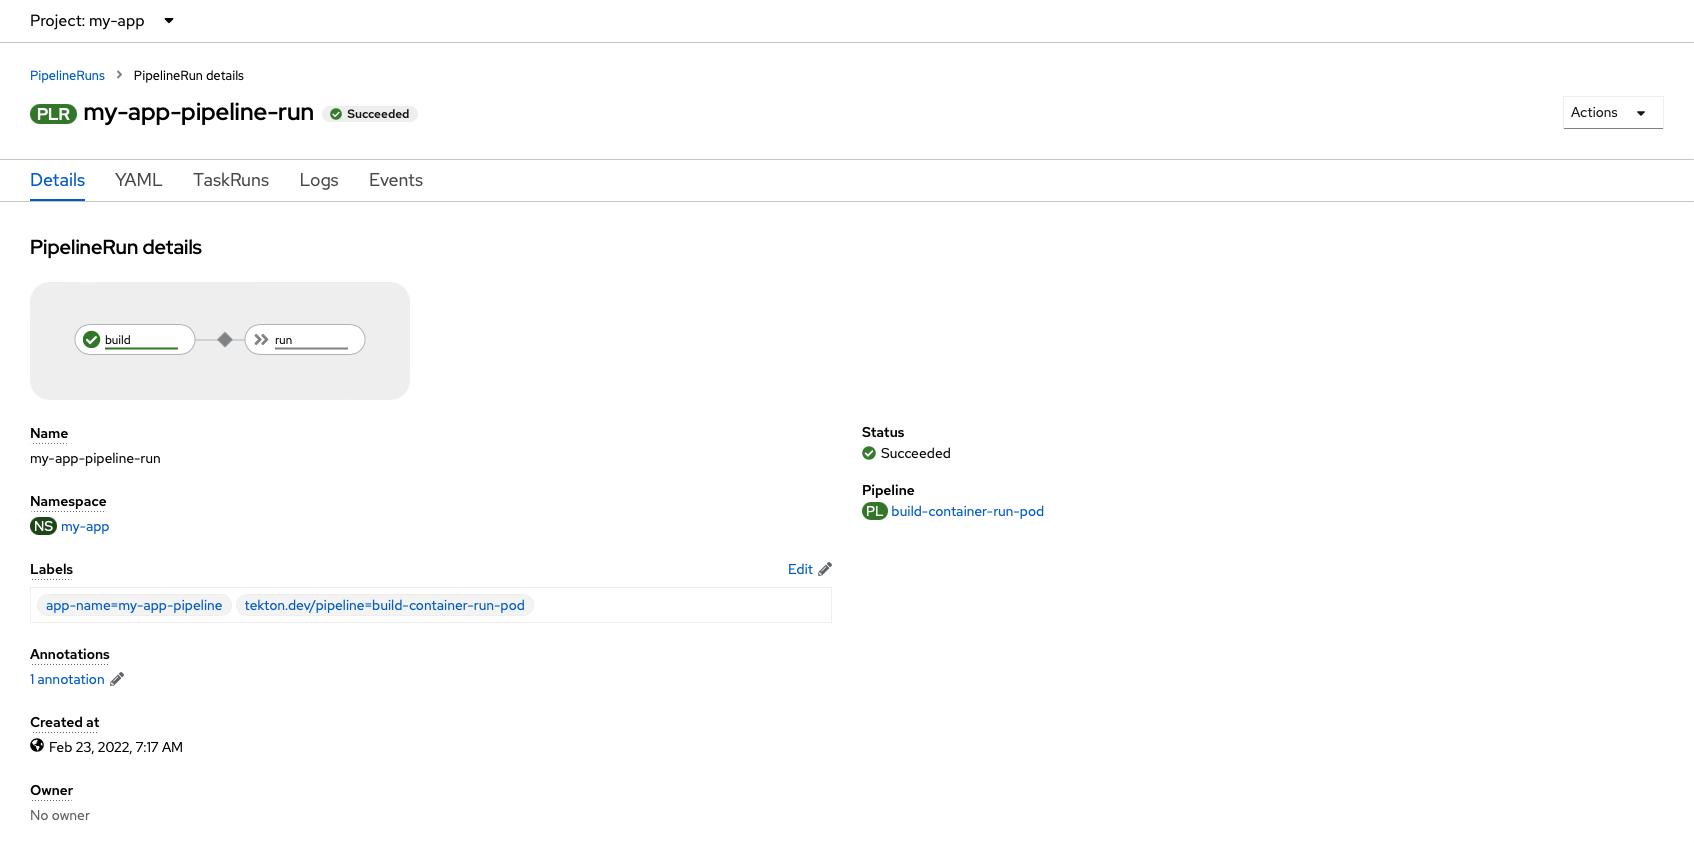 Project: my-app
PipelineRuns PipelineRun details
PLR my-app-pipeline-run Succeeded
Actions
Details YAML TaskRuns Logs Events
PipelineRun details
build run
Name
my-app-pipeline-run
Namespace
NS my-app
Labels
Edit
app-name=my-app-pipeline tekton.dev/pipeline=build-container-run-pod
Annotations
1 annotation
Created at
Feb 23, 2022, 7:17 AM
Owner
No owner
Status
Succeeded
Pipeline
PL build-container-run-pod